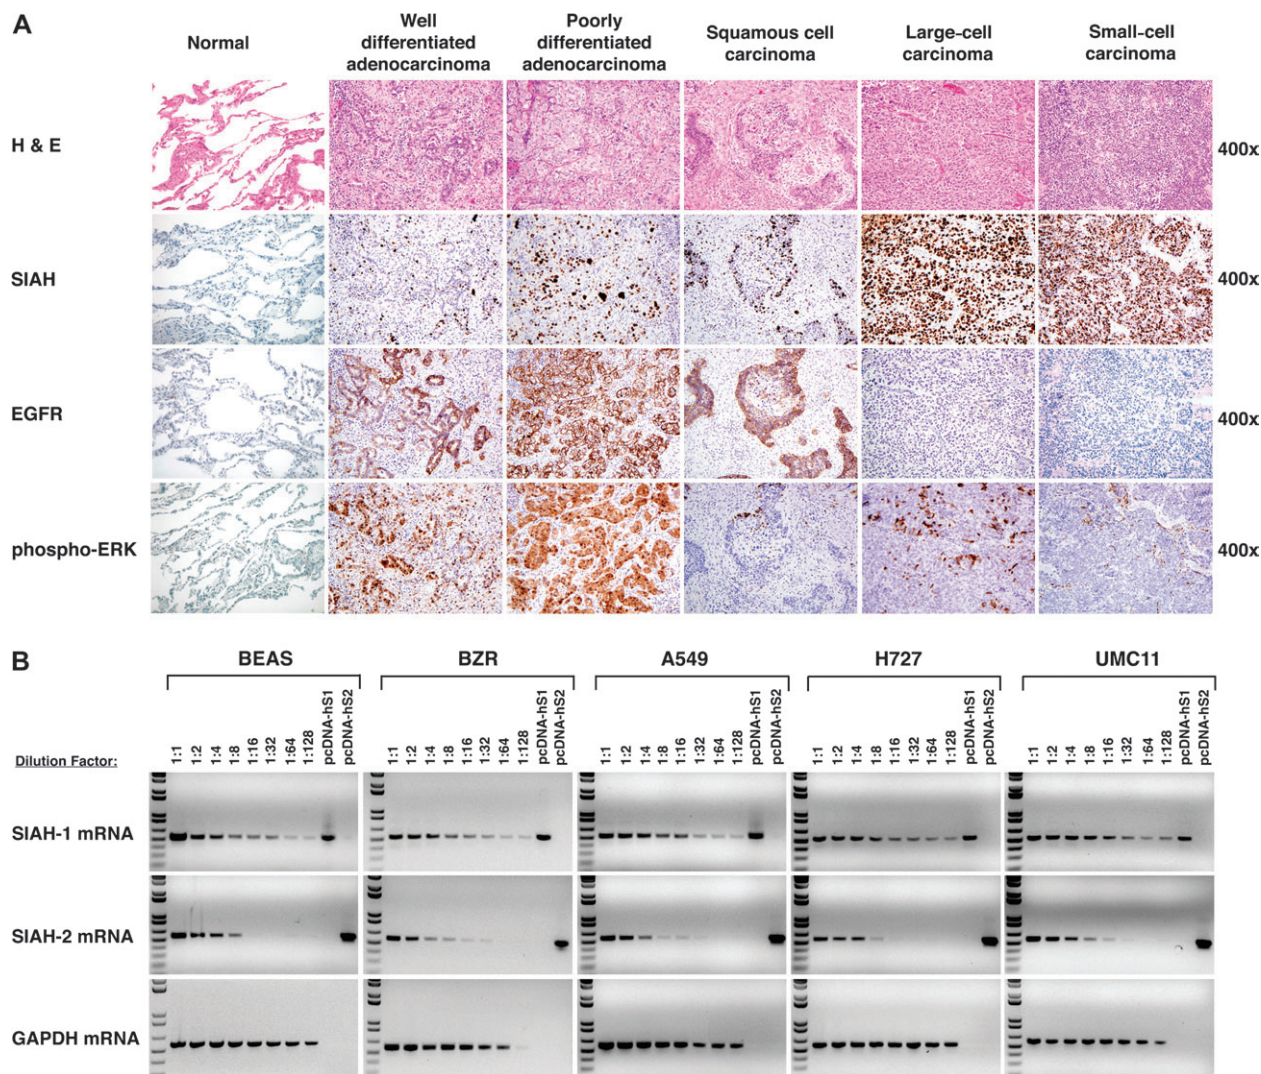 A
Normal
Well
differentiated
adenocarcinoma
Poorly
differentiated
adenocarcinoma
Squamous cell
carcinoma
Large-cell
carcinoma
Small-cell
carcinoma
H & E
400x
SIAH
400x
EGFR
400x
phospho-ERK
400x
B
BEAS
BZR
A549
H727
UMC11
Dilution Factor:
1:1 1:2 1:4 1:8 1:16 1:32 1:64 1:128 pcDNA-hS1 pcDNA-hS2
1:1 1:2 1:4 1:8 1:16 1:32 1:64 1:128 pcDNA-hS1 pcDNA-hS2
1:1 1:2 1:4 1:8 1:16 1:32 1:64 1:128 pcDNA-hS1 pcDNA-hS2
1:1 1:2 1:4 1:8 1:16 1:32 1:64 1:128 pcDNA-hS1 pcDNA-hS2
1:1 1:2 1:4 1:8 1:16 1:32 1:64 1:128 pcDNA-hS1 pcDNA-hS2
SIAH-1 mRNA
SIAH-2 mRNA
GAPDH mRNA